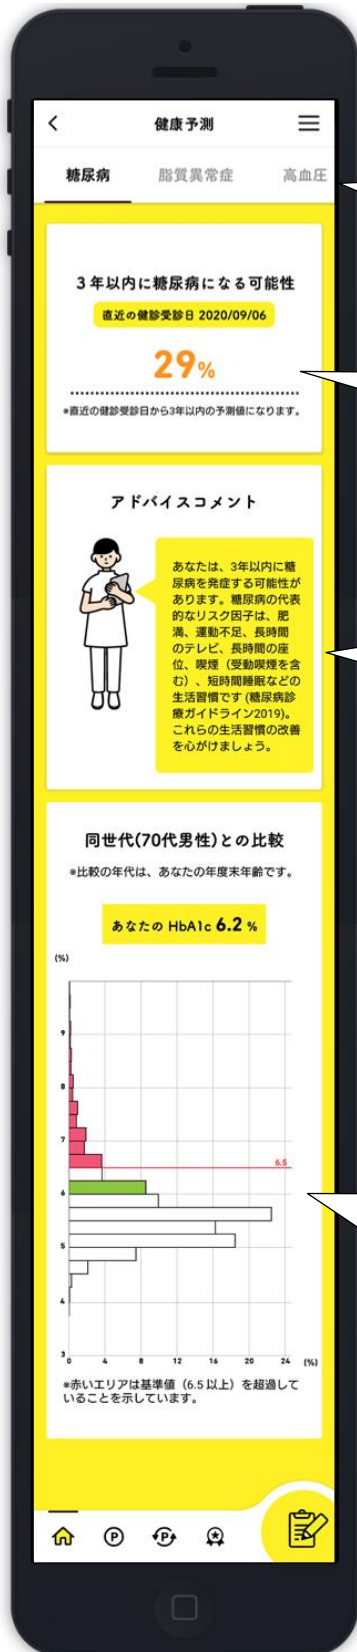 健康予測
糖尿病 脂質異常症 高血圧
3年以内に糖尿病になる可能性
直近の健診受診日 2020/09/06
29%
※直近の健診受診日から3年以内の予測値になります。
アドバイスコメント
あなたは、3年以内に糖
尿病を発症する可能性が
あります。糖尿病の代表
的なリスク因子は、肥
満、運動不足、長時間
のテレビ、長時間の座
位、喫煙（受動喫煙を含
む）、短時間睡眠などの
生活習慣です (糖尿病診
療ガイドライン2019)。
これらの生活習慣の改善
を心がけましょう。
同世代(70代男性)との比較
※比較の年代は、あなたの年度末年齢です。
あなたの HbA1c 6.2 %
(%)
9
8
7
6.5
6
5
4
3
0 4 8 12 16 20 24 (%)
※赤いエリアは基準値（6.5 以上）を超過して
いることを示しています。
P P